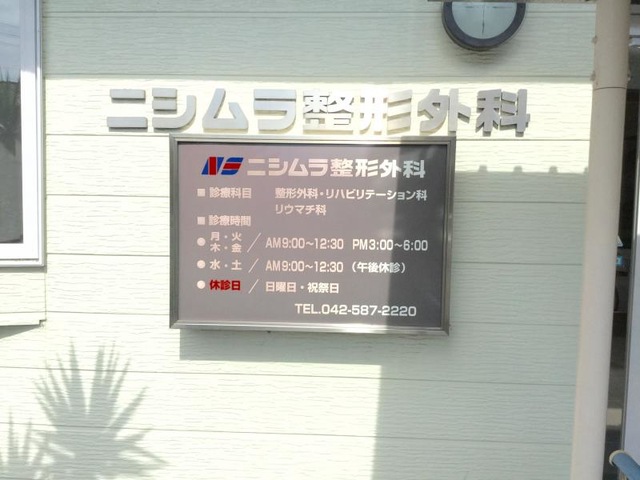 ニシムラ整形外科
NS ニシムラ整形外科
■ 診療科目 整形外科・リハビリテーション科
リウマチ科
■ 診療時間
● 月・火 木・金 / AM9:00〜12:30 PM3:00〜6:00
● 水・土 / AM9:00〜12:30 (午後休診)
● 休診日 / 日曜日・祝祭日
TEL.042-587-2220